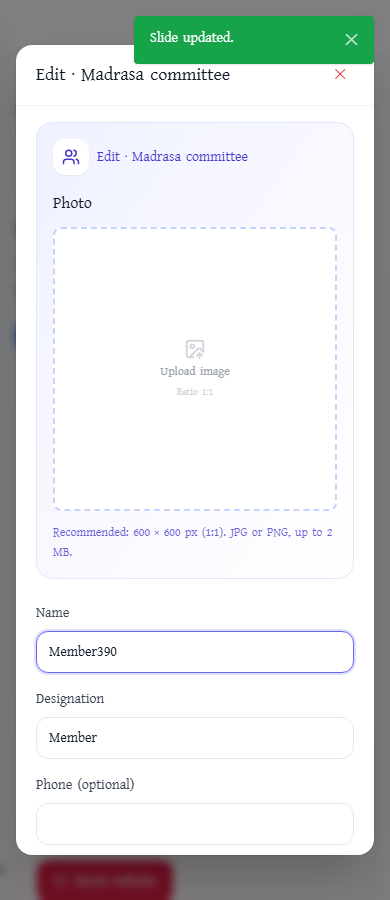 Slide updated.
Edit · Madrasa committee
Edit · Madrasa committee
Photo
Upload image
Ratio 1:1
Recommended: 600 × 600 px (1:1). JPG or PNG, up to 2
MB.
Name
Member390
Designation
Member
Phone (optional)